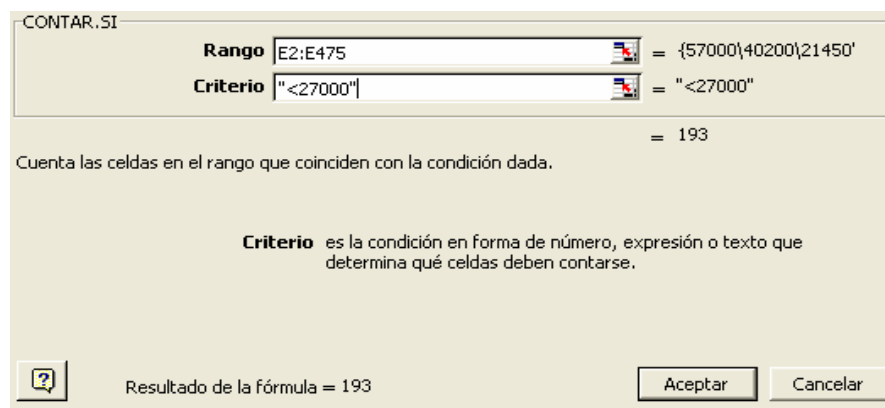 CONTAR.SI
Rango E2:E475 = {57000\40200\21450'
Criterio "<27000" = "<27000"
= 193
Cuenta las celdas en el rango que coinciden con la condición dada.
Criterio es la condición en forma de número, expresión o texto que
determina qué celdas deben contarse.
? Resultado de la fórmula = 193 Aceptar Cancelar